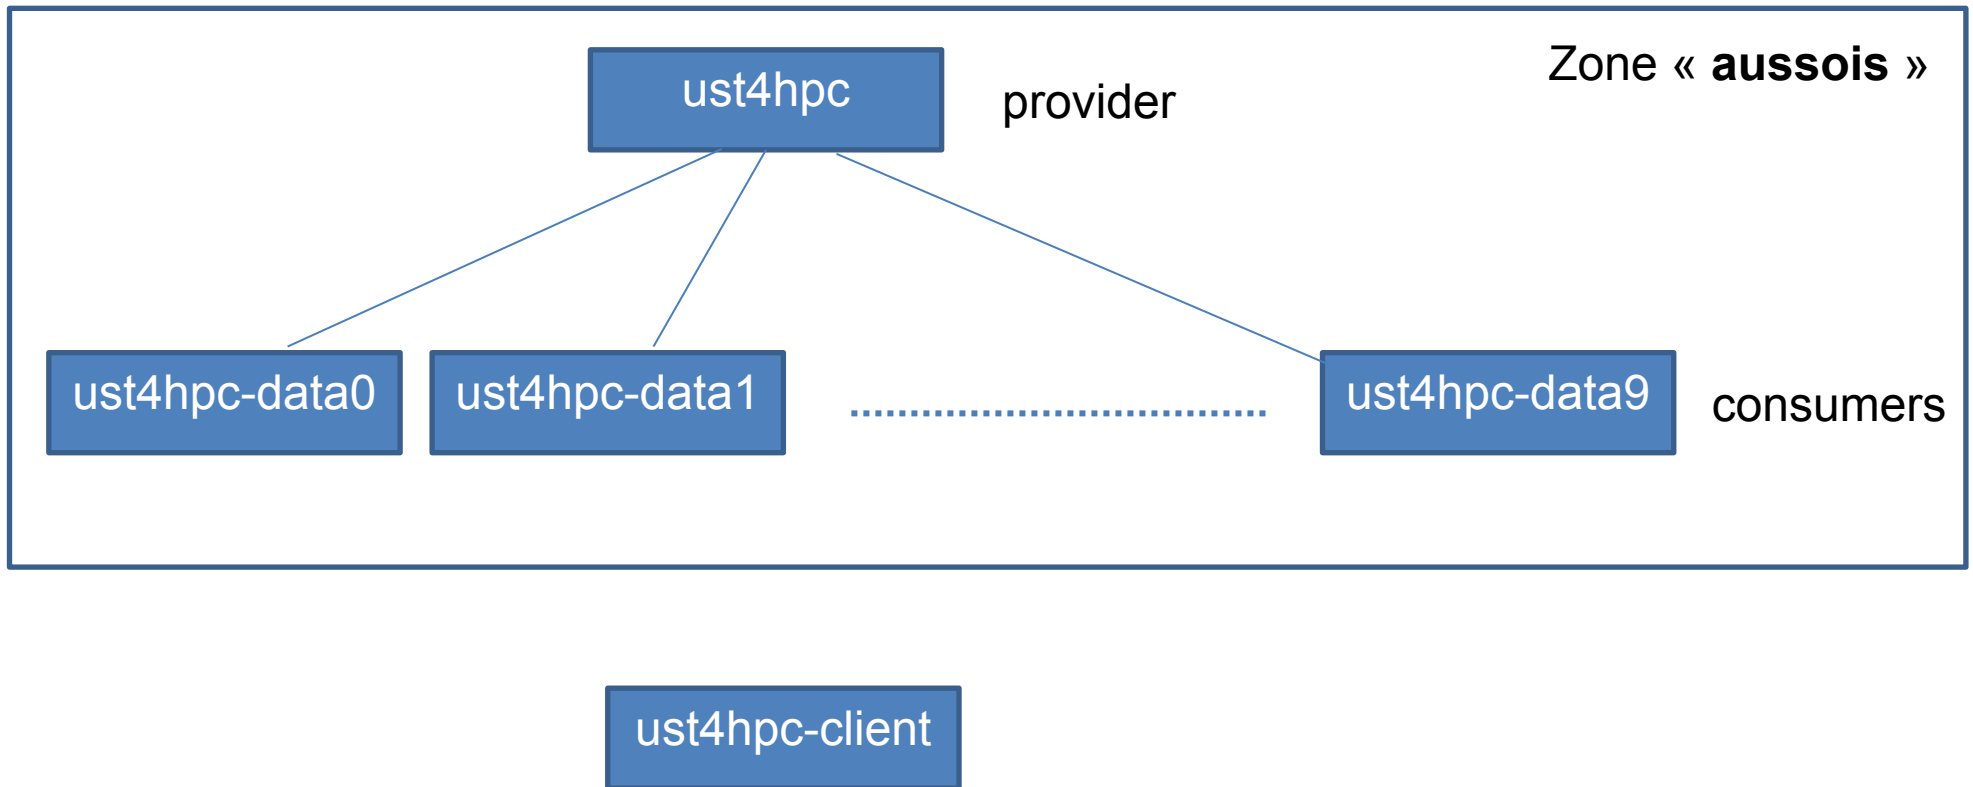 Zone « aussois »
ust4hpc
provider
ust4hpc-data0
ust4hpc-data1
ust4hpc-data9
consumers
ust4hpc-client